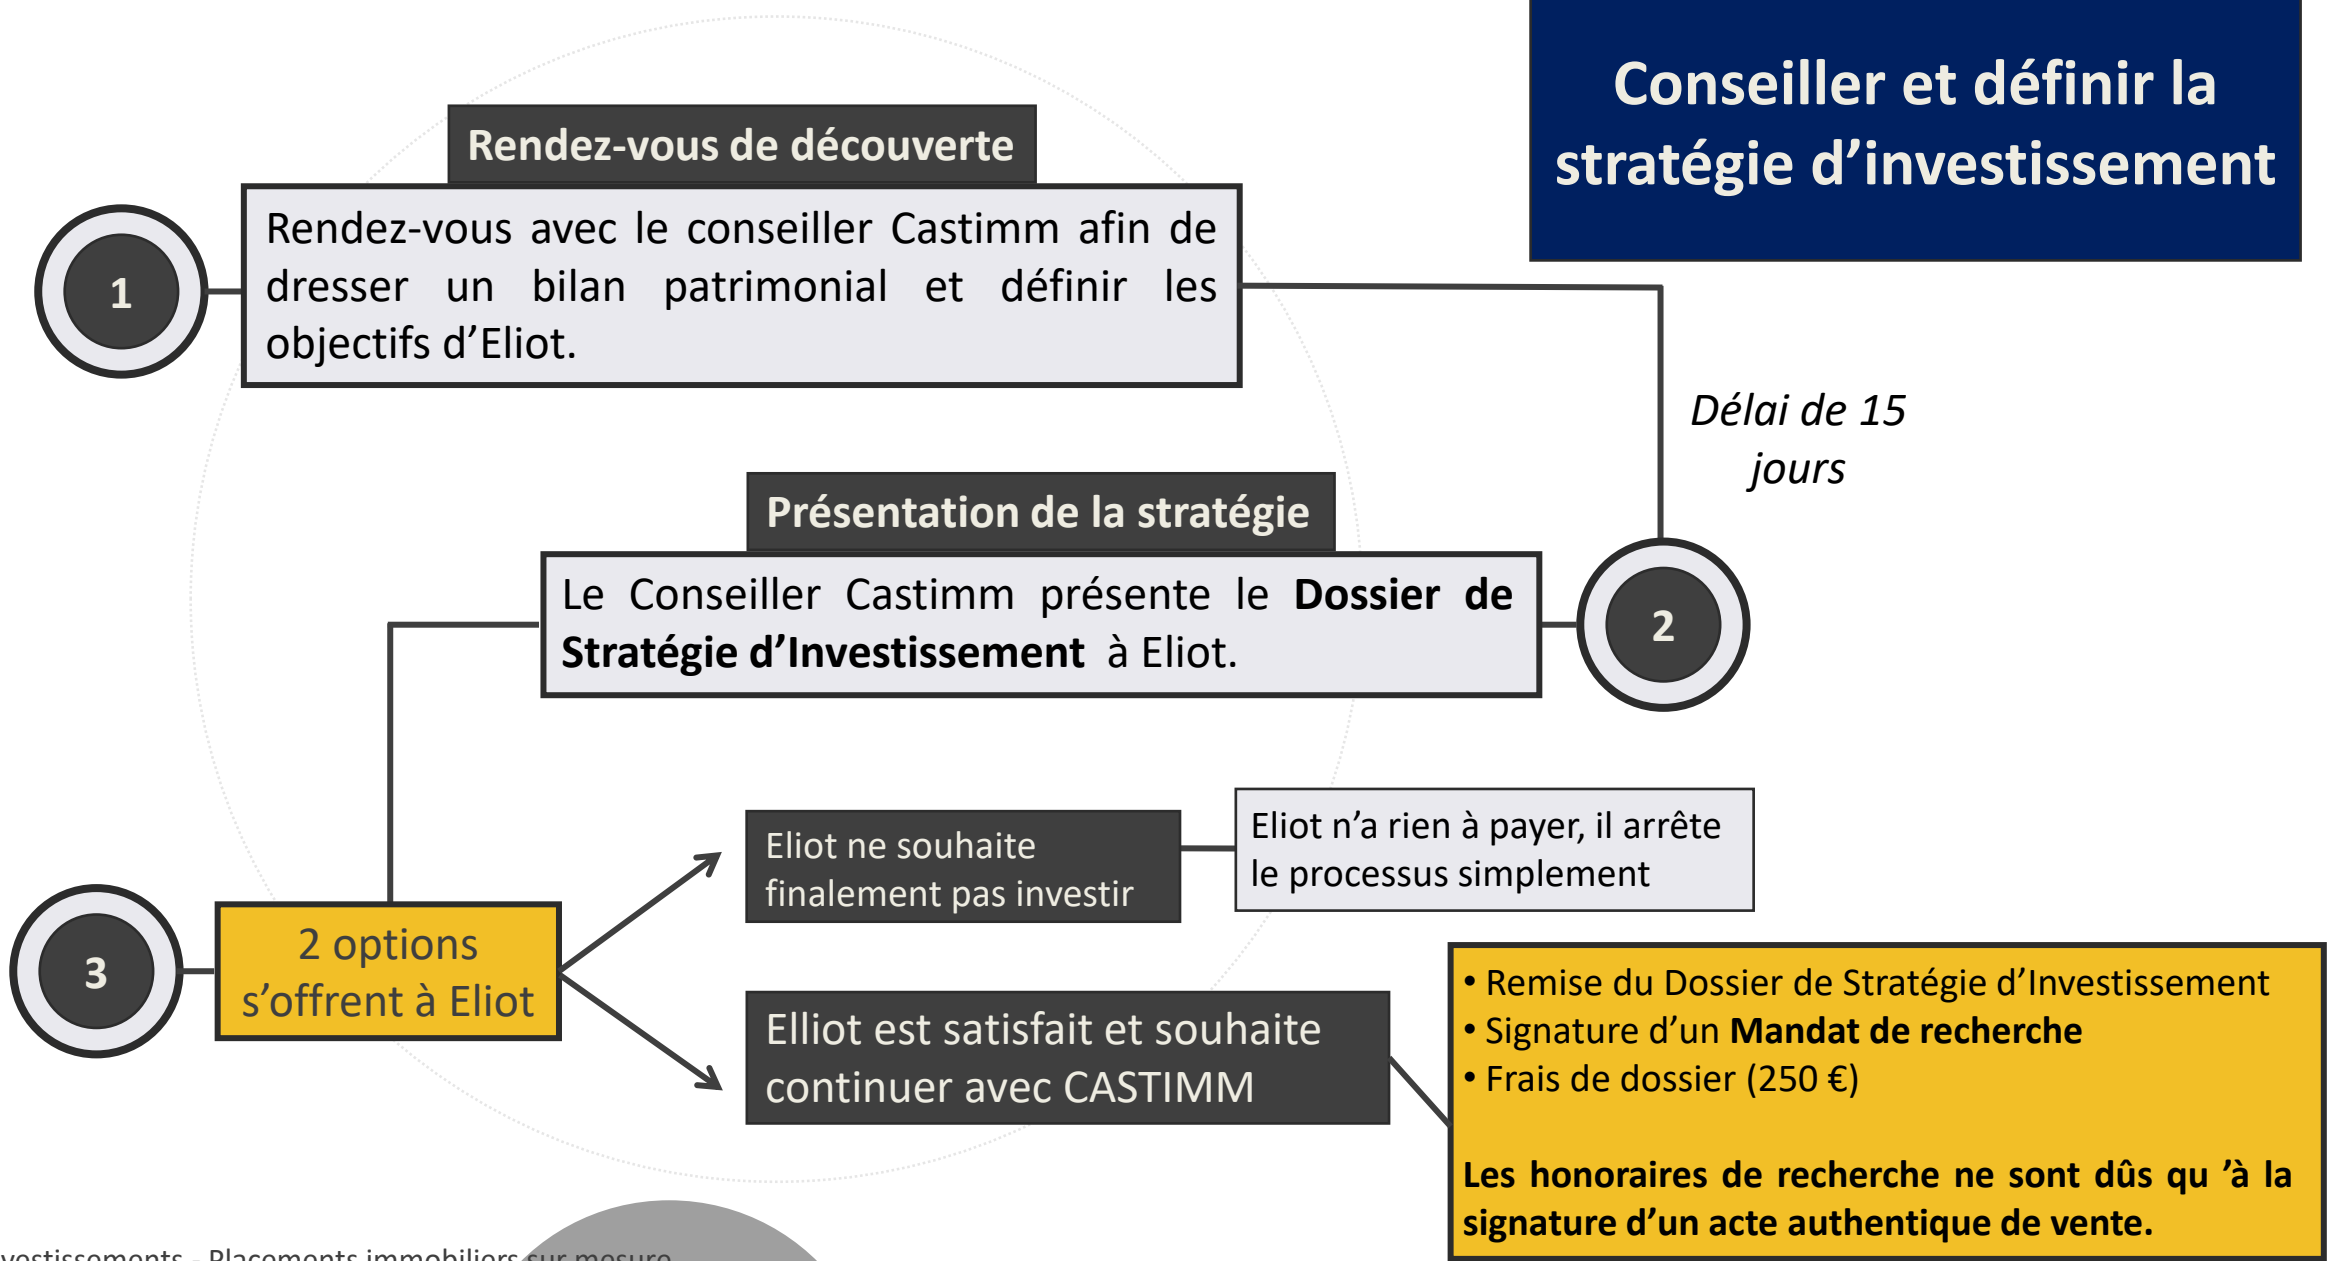 Conseiller et définir la
stratégie d’investissement
Rendez-vous de découverte
1
Rendez-vous avec le conseiller Castimm afin de
dresser un bilan patrimonial et définir les
objectifs d’Eliot.
Délai de 15
jours
Présentation de la stratégie
Le Conseiller Castimm présente le Dossier de
Stratégie d’Investissement à Eliot.
2
3
2 options
s’offrent à Eliot
Eliot ne souhaite
finalement pas investir
Eliot n’a rien à payer, il arrête
le processus simplement
Elliot est satisfait et souhaite
continuer avec CASTIMM
• Remise du Dossier de Stratégie d’Investissement
• Signature d’un Mandat de recherche
• Frais de dossier (250 €)
Les honoraires de recherche ne sont dûs qu ’à la
signature d’un acte authentique de vente.
vestissements - Placements immobiliers sur mesure